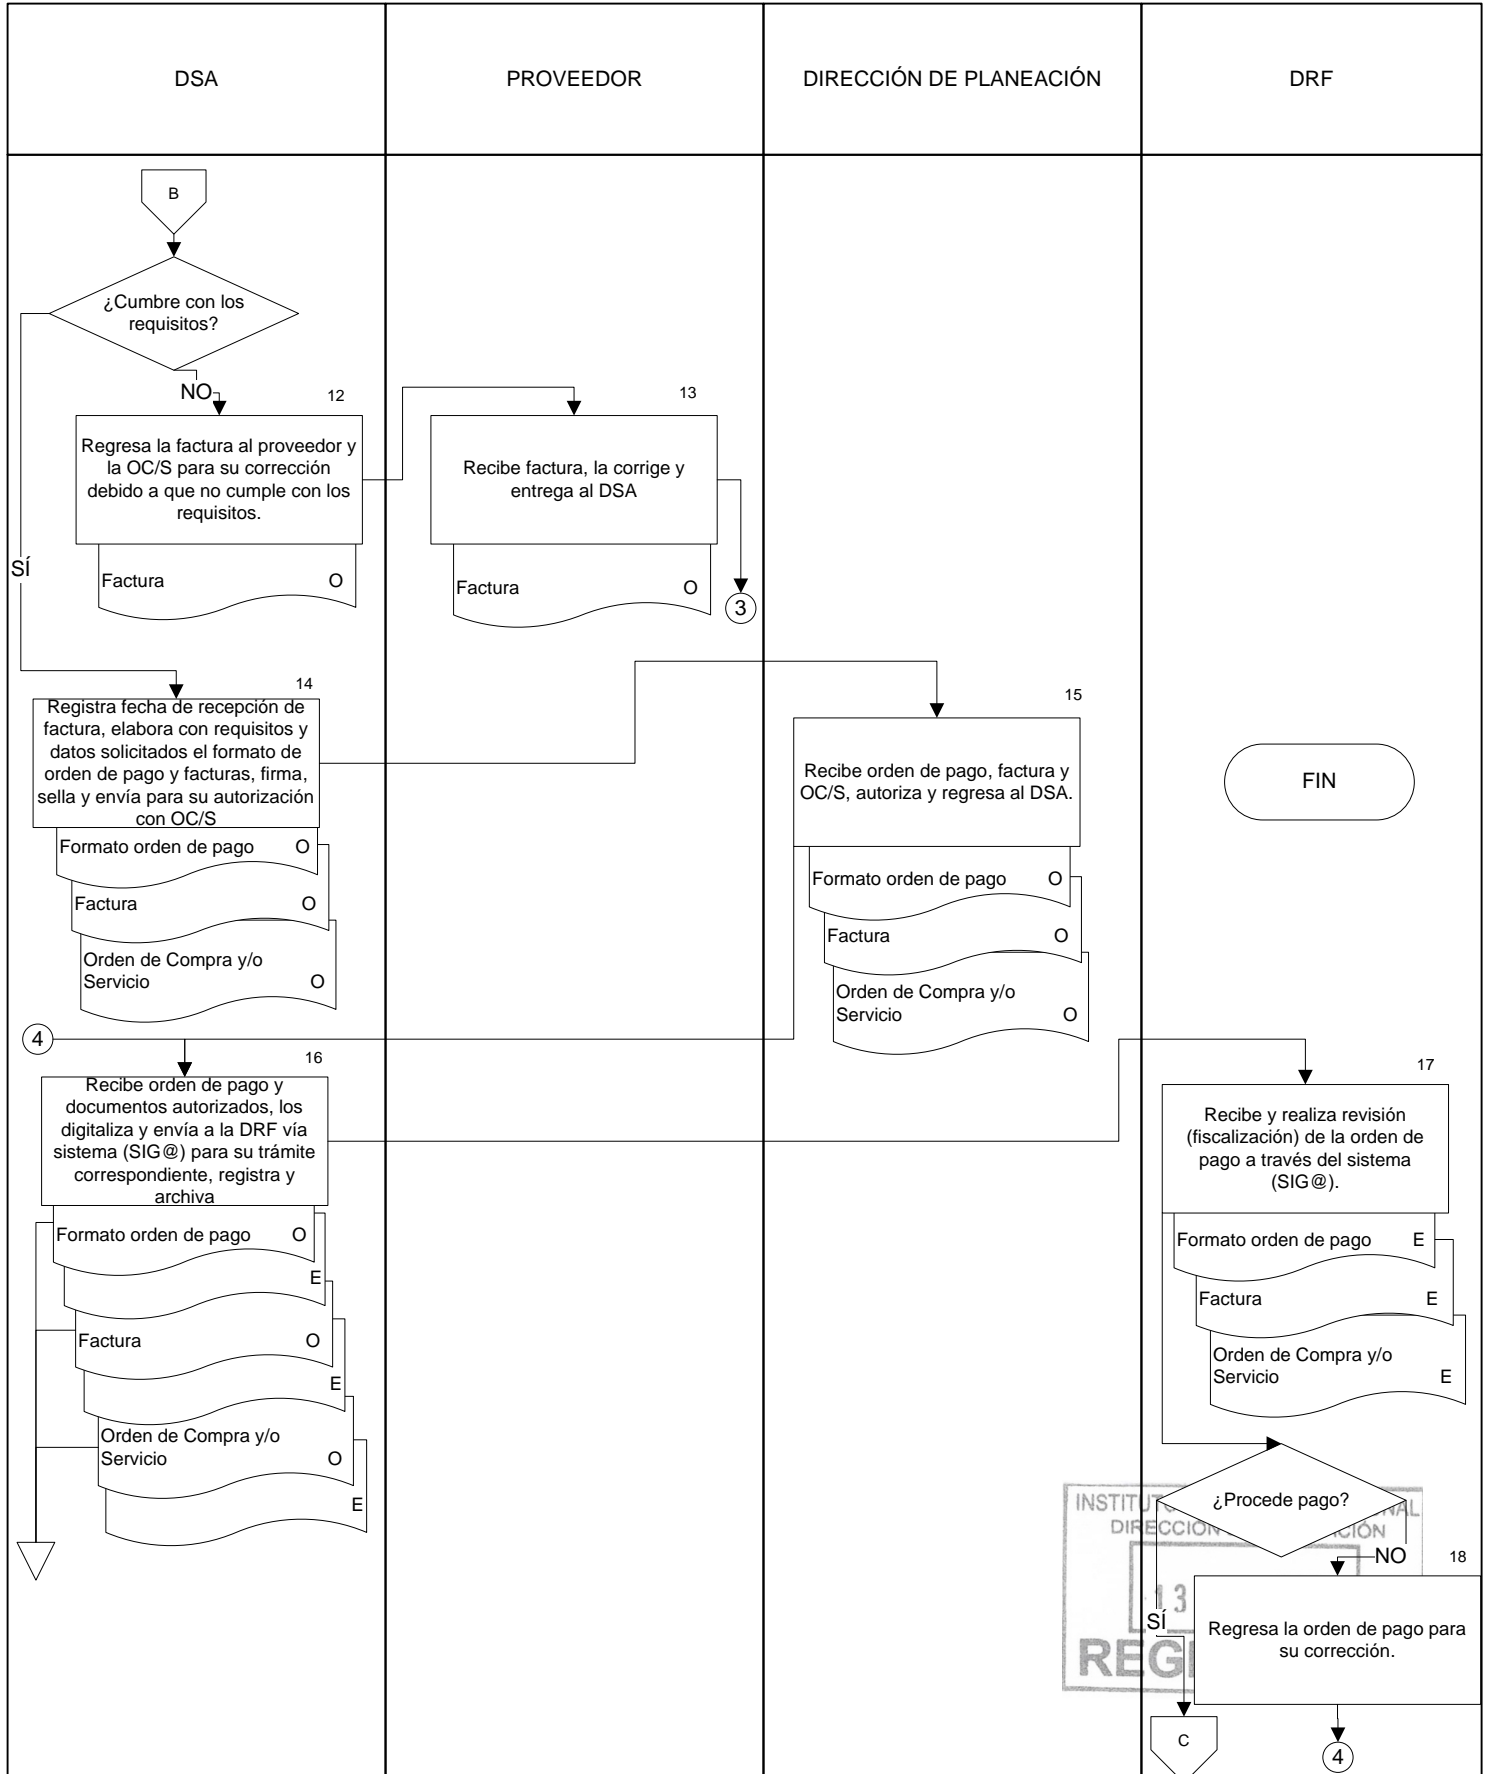 DSA
PROVEEDOR
DIRECCIÓN DE PLANEACIÓN
DRF
B
¿Cumbre con los
requisitos?
NO
SÍ
12
Regresa la factura al proveedor y
la OC/S para su corrección
debido a que no cumple con los
requisitos.
Factura O
13
Recibe factura, la corrige y
entrega al DSA
Factura O
3
14
Registra fecha de recepción de
factura, elabora con requisitos y
datos solicitados el formato de
orden de pago y facturas, firma,
sella y envía para su autorización
con OC/S
Formato orden de pago O
Factura O
Orden de Compra y/o
Servicio O
15
Recibe orden de pago, factura y
OC/S, autoriza y regresa al DSA.
Formato orden de pago O
Factura O
Orden de Compra y/o
Servicio O
FIN
4
16
Recibe orden de pago y
documentos autorizados, los
digitaliza y envía a la DRF vía
sistema (SIG@) para su trámite
correspondiente, registra y
archiva
Formato orden de pago O
E
Factura O
E
Orden de Compra y/o
Servicio O
E
17
Recibe y realiza revisión
(fiscalización) de la orden de
pago a través del sistema
(SIG@).
Formato orden de pago E
Factura E
Orden de Compra y/o
Servicio E
¿Procede pago?
NO
SÍ
18
Regresa la orden de pago para
su corrección.
C
4
DIRECCIÓN
13